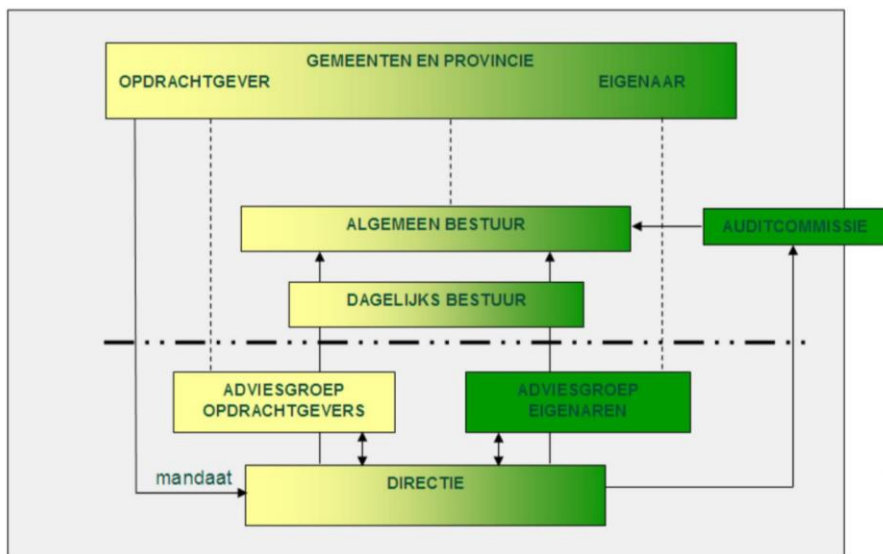 GEMEENTEN EN PROVINCIE
OPDRACHTGEVER
EIGENAAR
ALGEMEEN BESTUUR
AUDITCOMMISSIE
DAGELIJKS BESTUUR
ADVIESGROEP
OPDRACHTGEVERS
ADVIESGROEP
EIGENAREN
mandaat
DIRECTIE